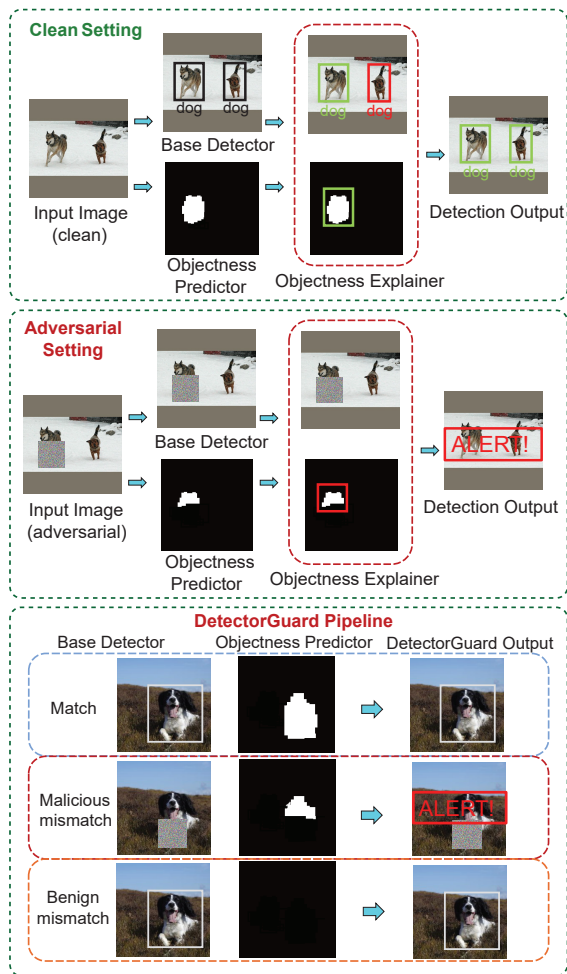 Clean Setting
dog
dog
dog
dog
Base Detector
dog
dog
Input Image
(clean)
Detection Output
Objectness
Predictor
Objectness Explainer
Adversarial
Setting
Base Detector
ALERT!
Input Image
(adversarial)
Detection Output
Objectness
Predictor
Objectness Explainer
DetectorGuard Pipeline
Base Detector
Objectness Predictor
DetectorGuard Output
Match
Malicious
mismatch
ALERT!
Benign
mismatch